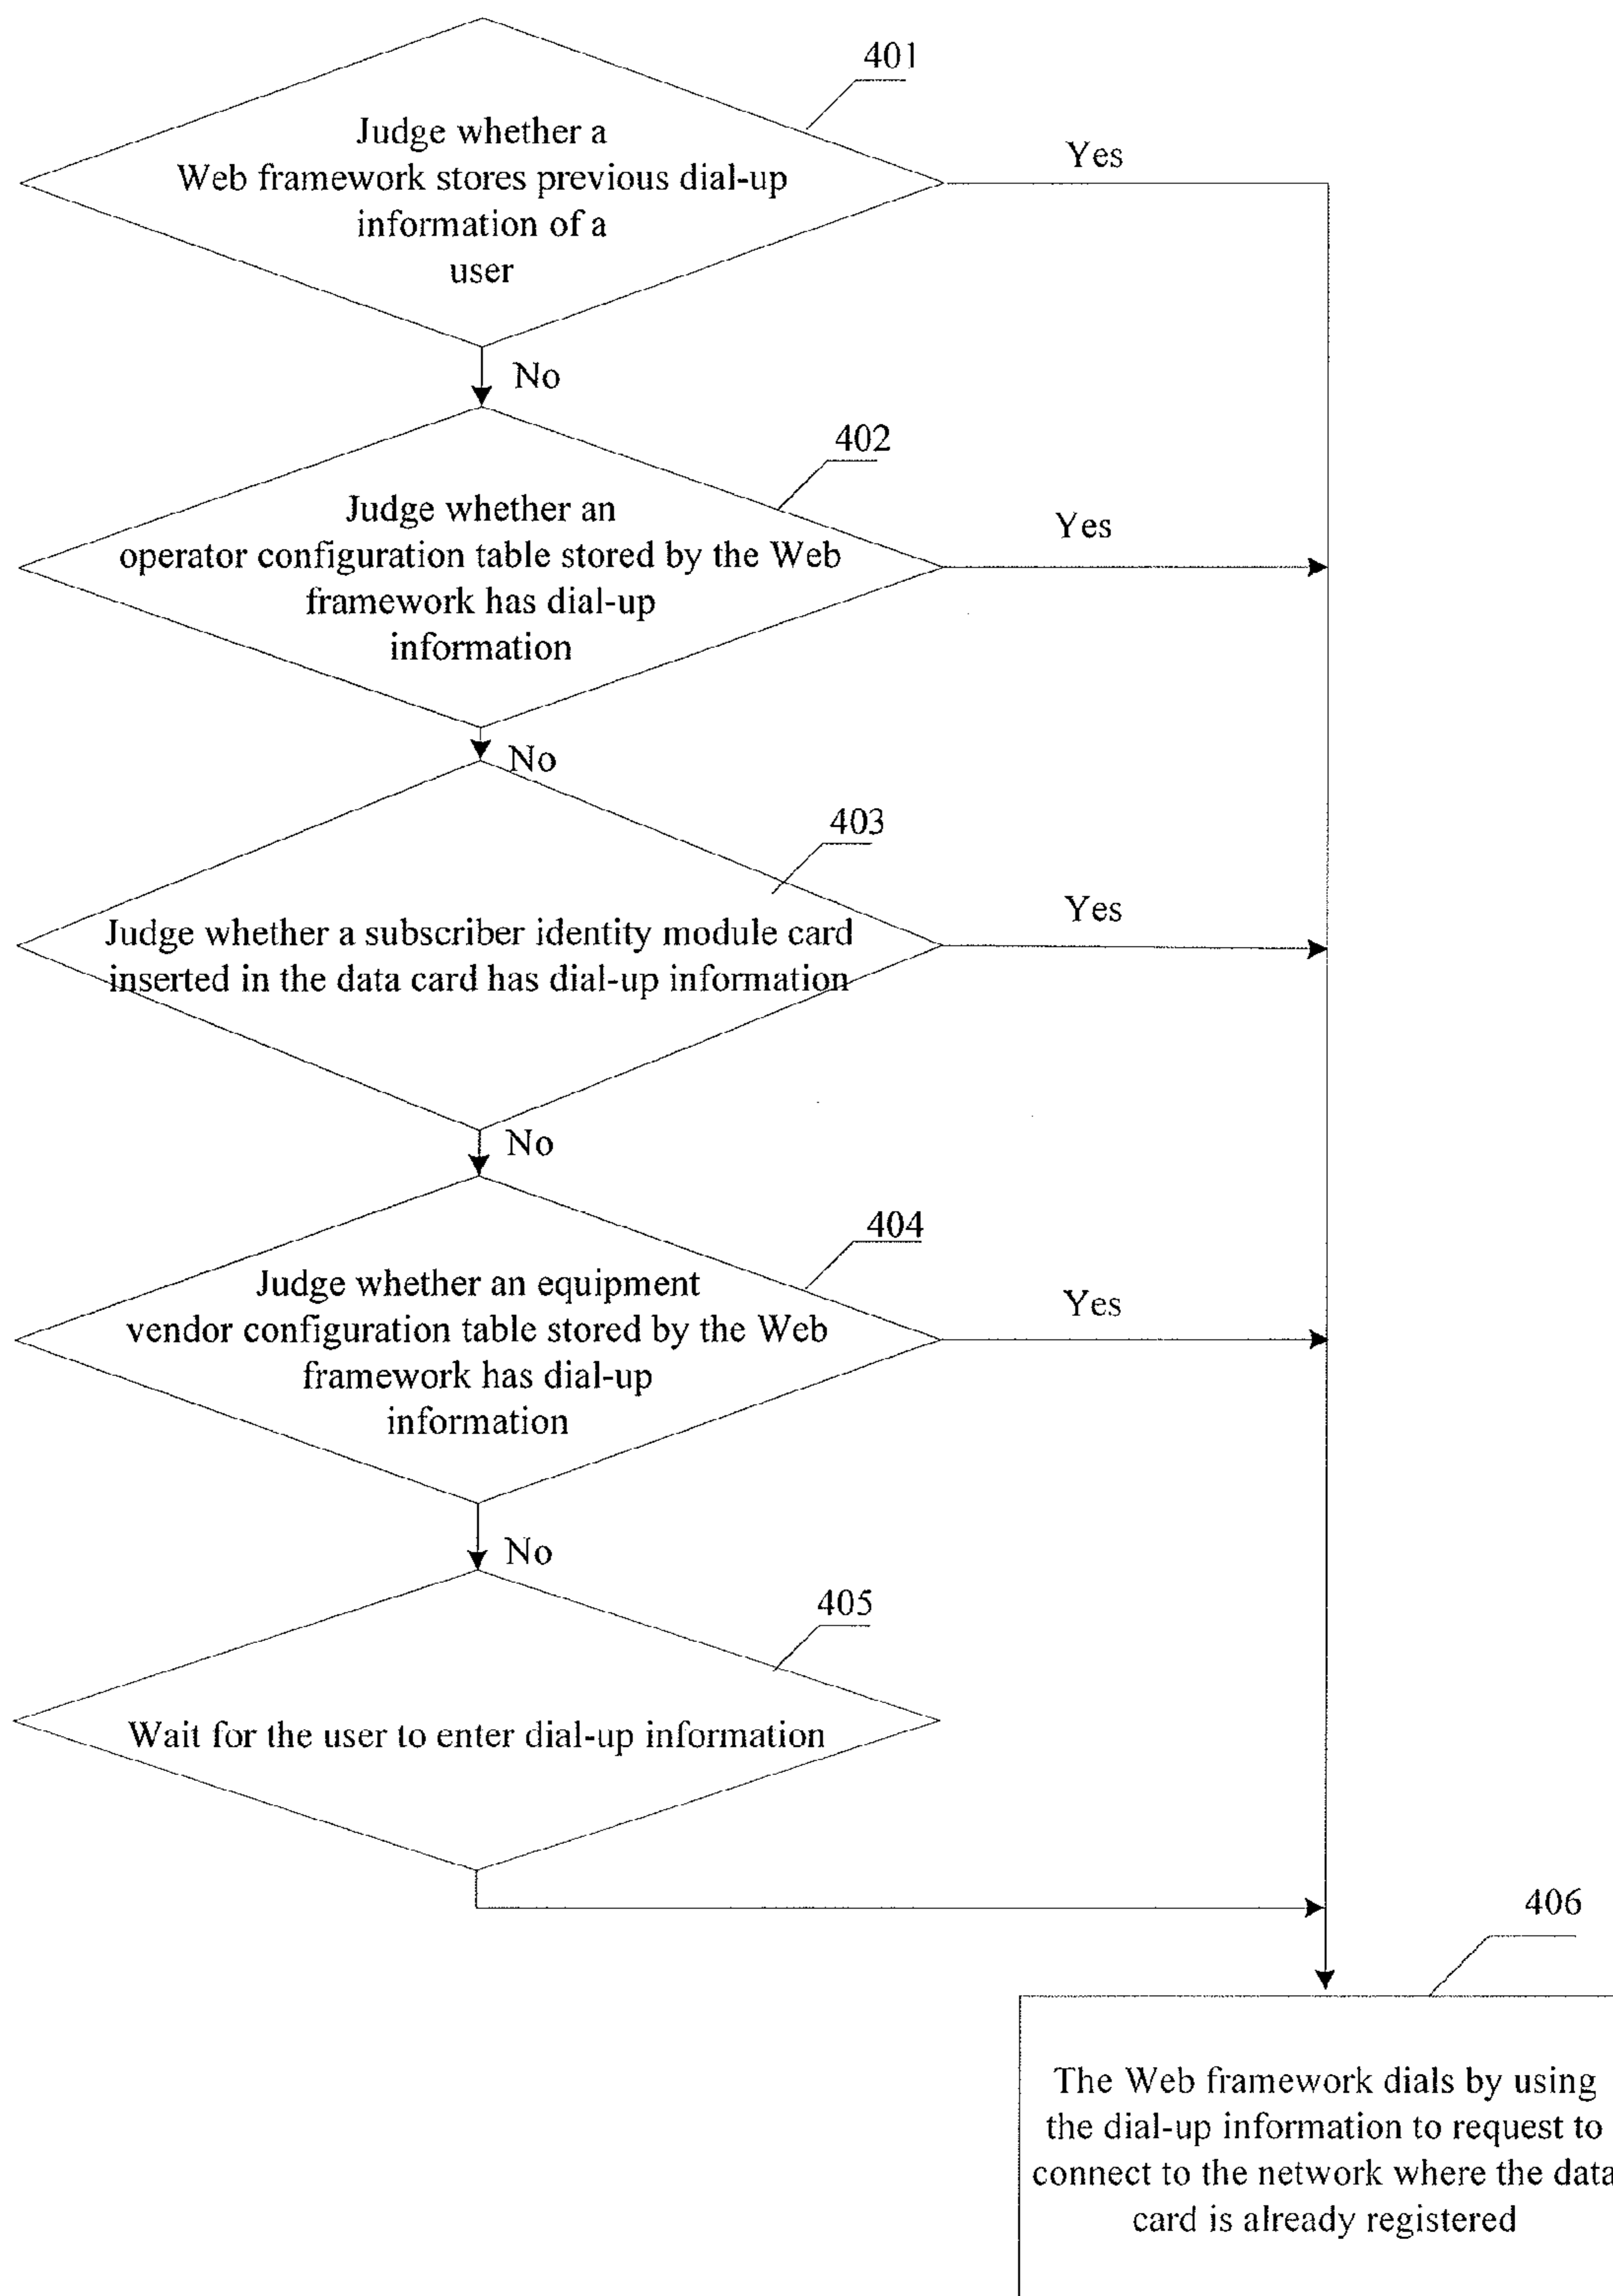 401
Judge whether a
Web framework stores previous dial-up
information of a
user
Yes
No
402
Judge whether an
operator configuration table stored by the Web
framework has dial-up
information
Yes
No
403
Judge whether a subscriber identity module card
inserted in the data card has dial-up information
Yes
No
404
Judge whether an equipment
vendor configuration table stored by the Web
framework has dial-up
information
Yes
No
405
Wait for the user to enter dial-up information
406
The Web framework dials by using
the dial-up information to request to
connect to the network where the data
card is already registered